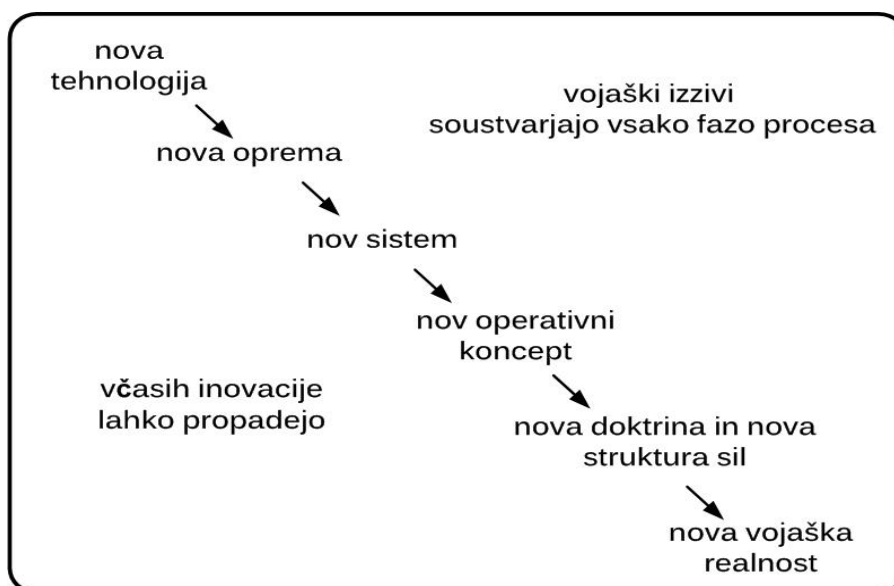 nova
tehnologija
vojaški izzivi
soustvarjajo vsako fazo procesa
nova oprema
nov sistem
nov operativni
koncept
včasih inovacije
lahko propadejo
nova doktrina in nova
struktura sil
nova vojaška
realnost